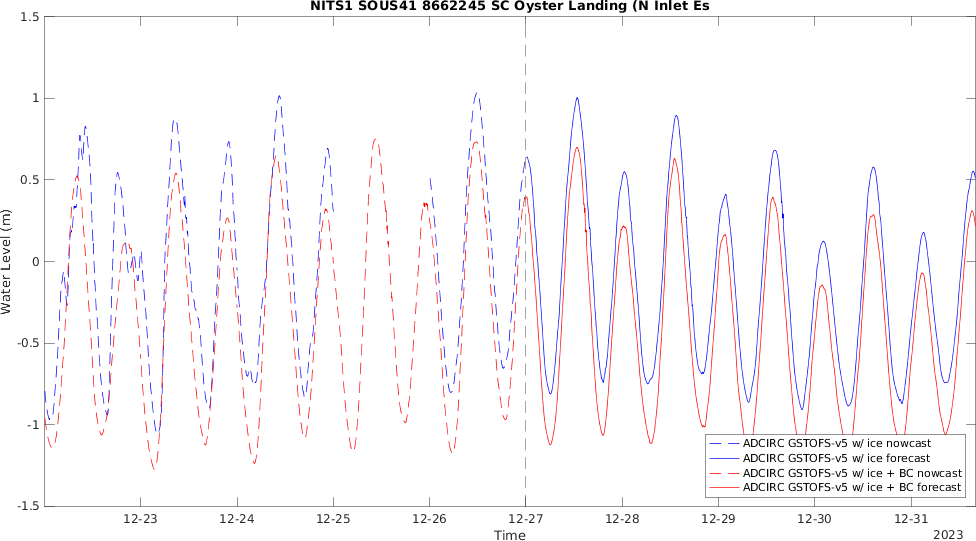 NITS1 SOUS41 8662245 SC Oyster Landing (N Inlet Es
1.5
1
0.5
0
-0.5
-1
-1.5
Water Level (m)
12-23 12-24 12-25 12-26 12-27 12-28 12-29 12-30 12-31
Time
2023
ADCIRC GSTOFS-v5 w/ ice nowcast
ADCIRC GSTOFS-v5 w/ ice forecast
ADCIRC GSTOFS-v5 w/ ice + BC nowcast
ADCIRC GSTOFS-v5 w/ ice + BC forecast